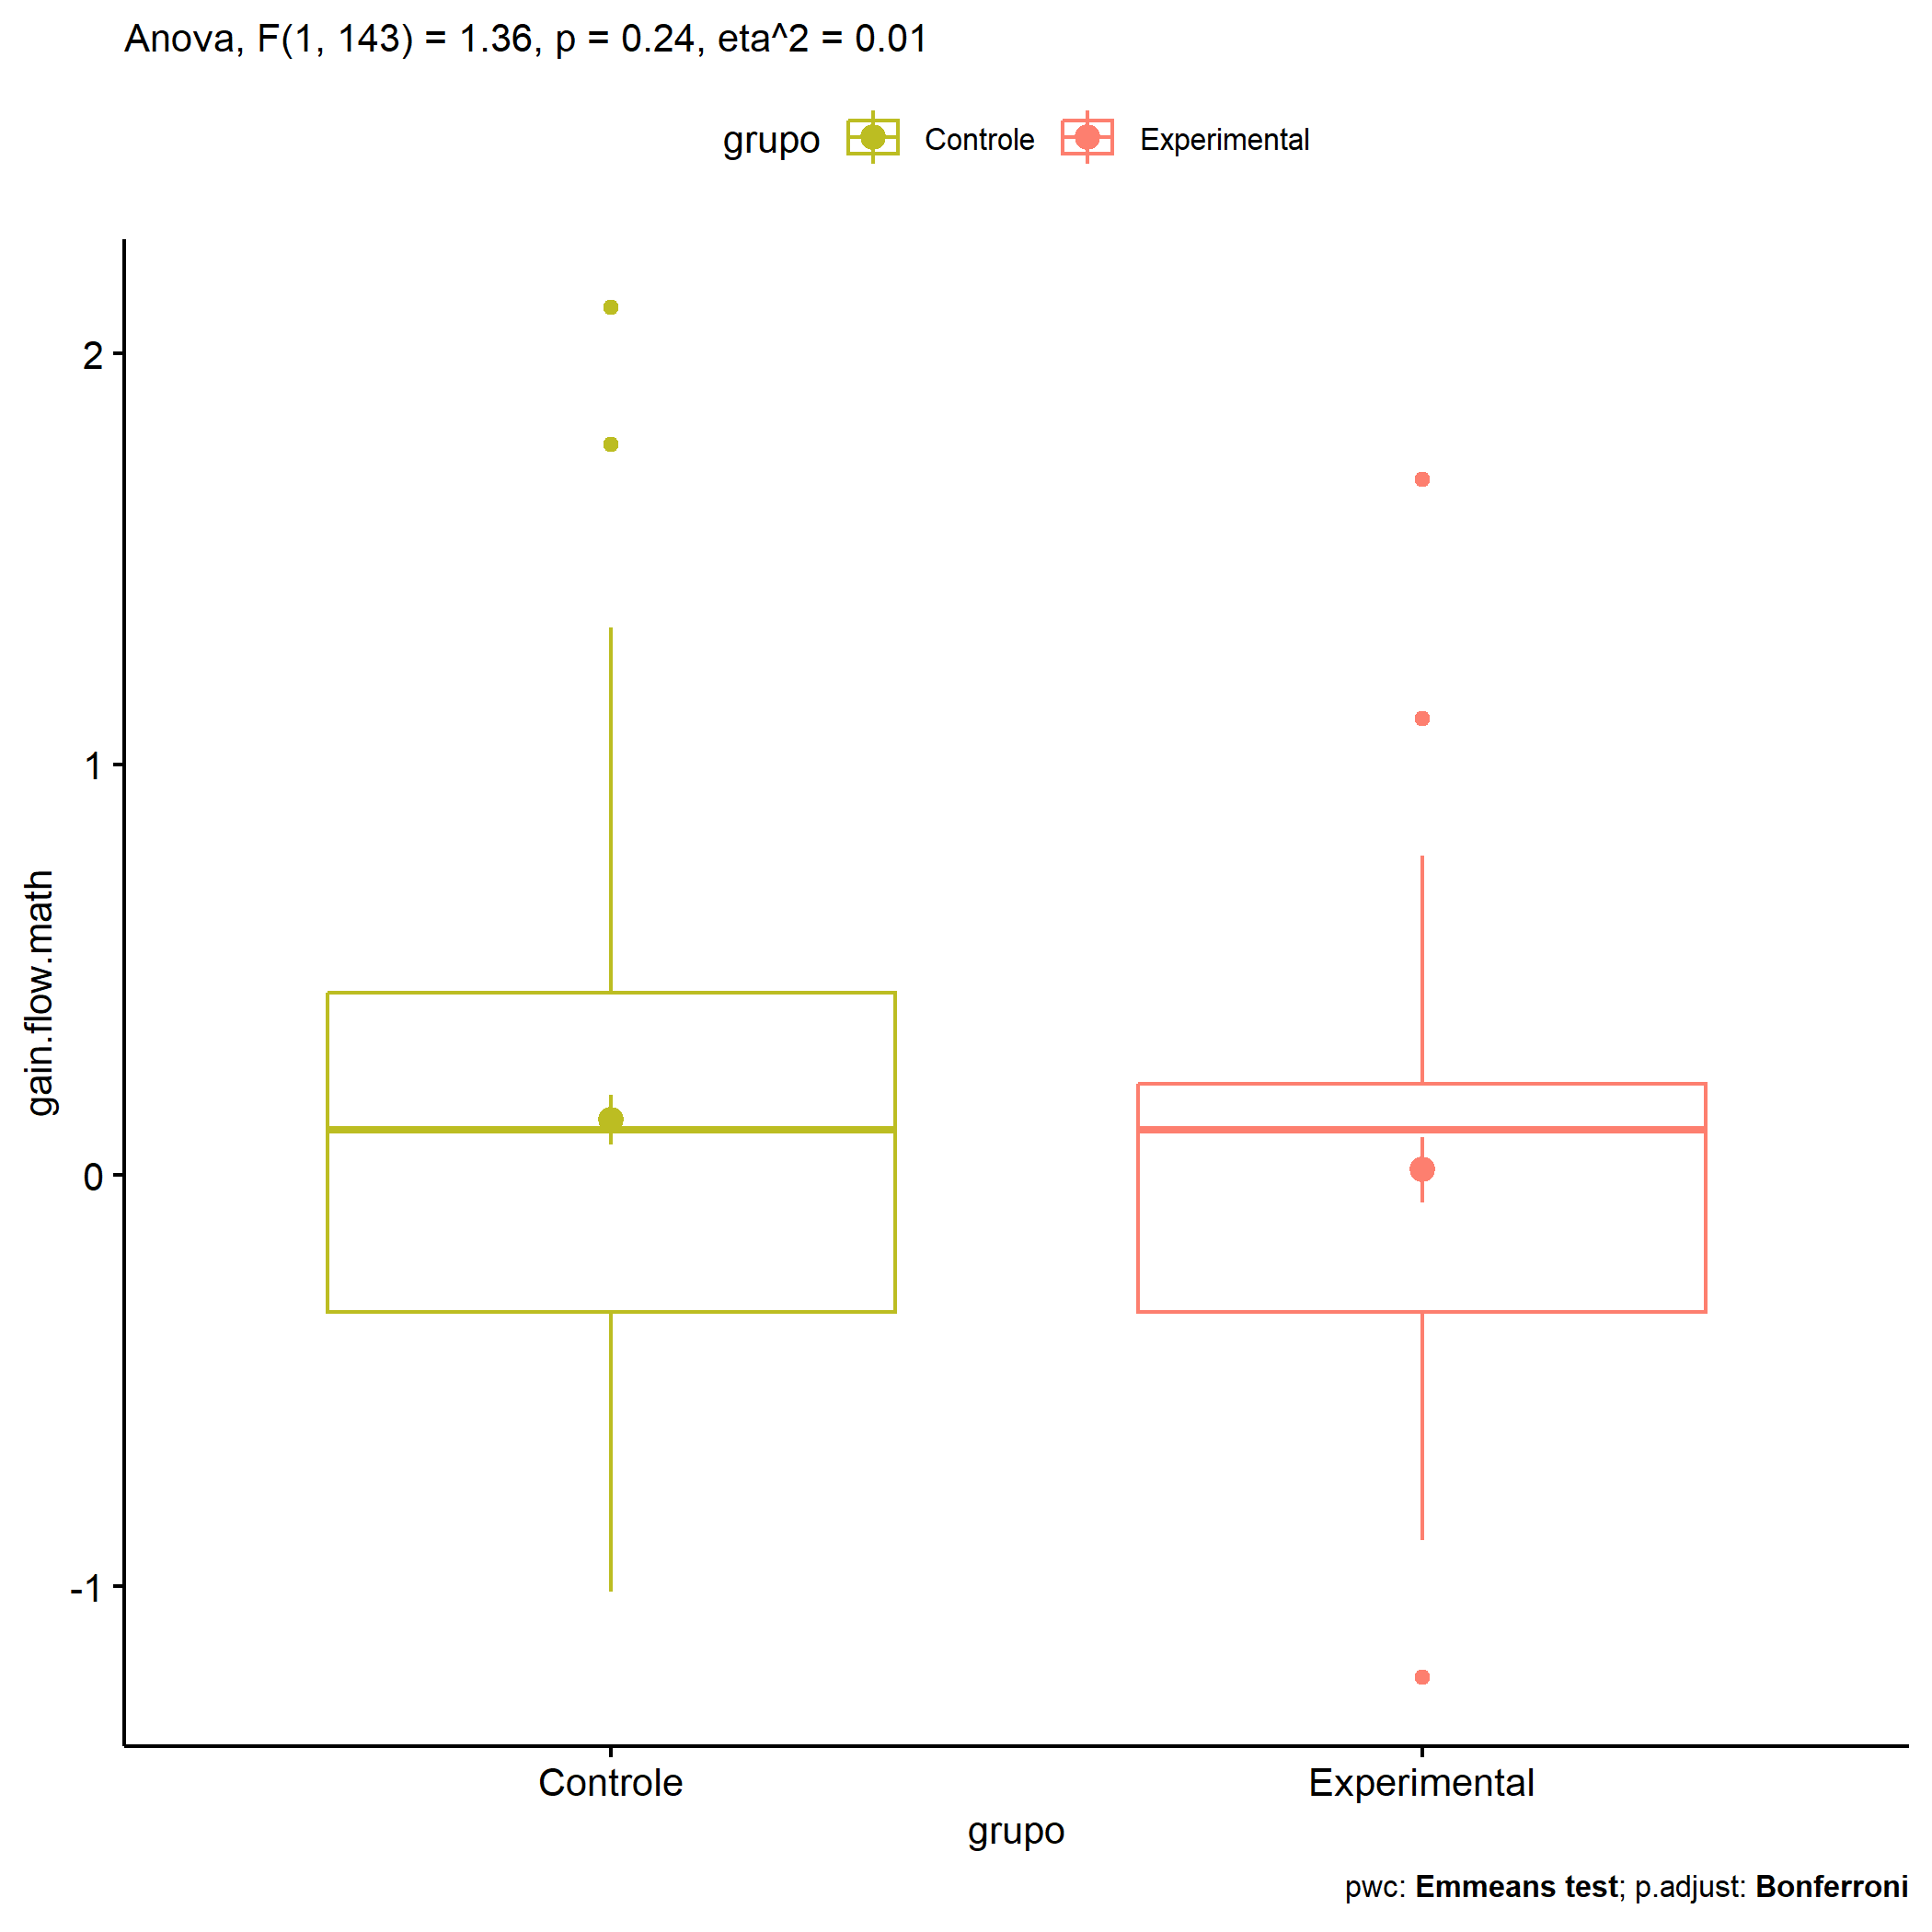 Anova, F(1, 143) = 1.36, p = 0.24, eta^2 = 0.01
grupo Controle Experimental
2
1
0
-1
gain.flow.math
Controle Experimental
grupo
pwc: Emmeans test; p.adjust: Bonferroni